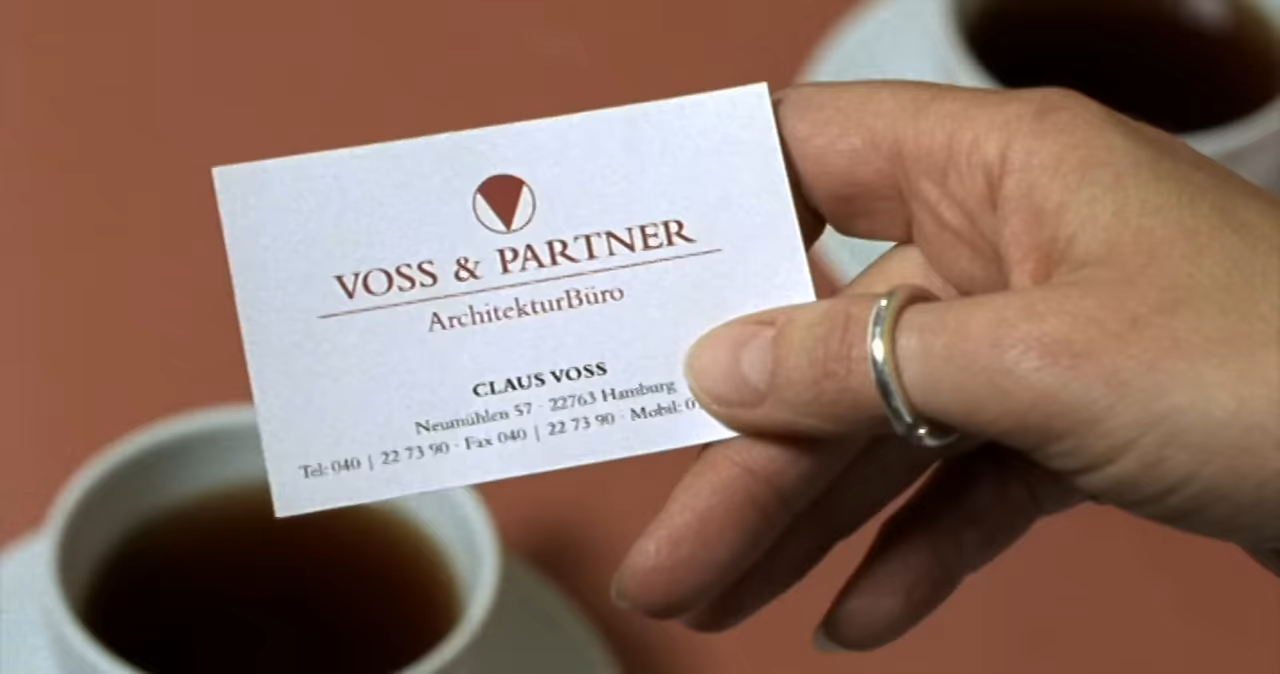 VOSS & PARTNER
ArchitekturBüro
CLAUS VOSS
Neumühlen 57 · 22763 Hamburg
Tel: 040 | 22 73 90 · Fax 040 | 22 73 90 · Mobil: 0